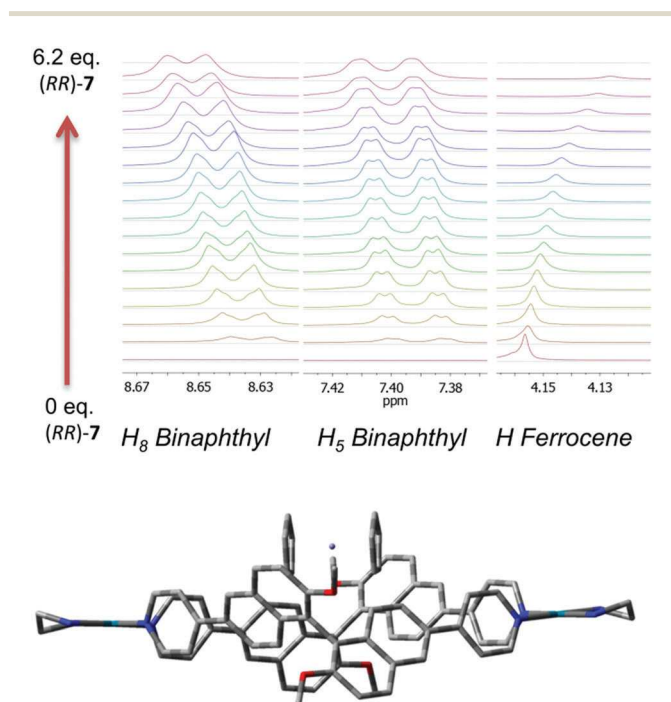 6.2 eq.
(RR)-7
8.67 8.65 8.63 7.42 7.40 7.38 4.15 4.13
ppm
0 eq.
(RR)-7
H8 Binaphthyl H5 Binaphthyl H Ferrocene